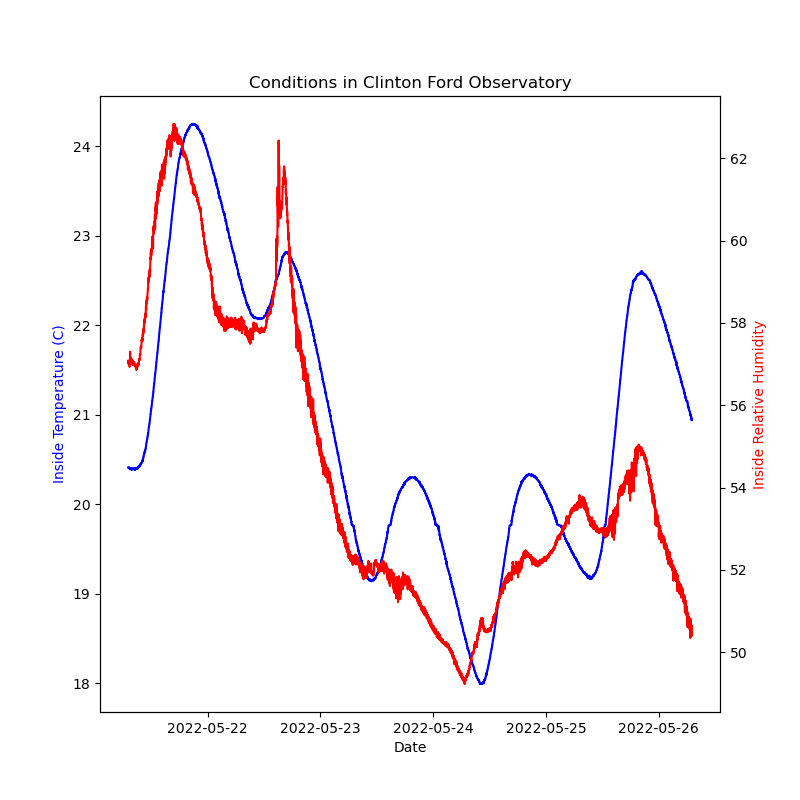 Conditions in Clinton Ford Observatory
24
23
22
21
20
19
18
Inside Temperature (C)
62
60
58
56
54
52
50
Inside Relative Humidity
2022-05-22 2022-05-23 2022-05-24 2022-05-25 2022-05-26
Date